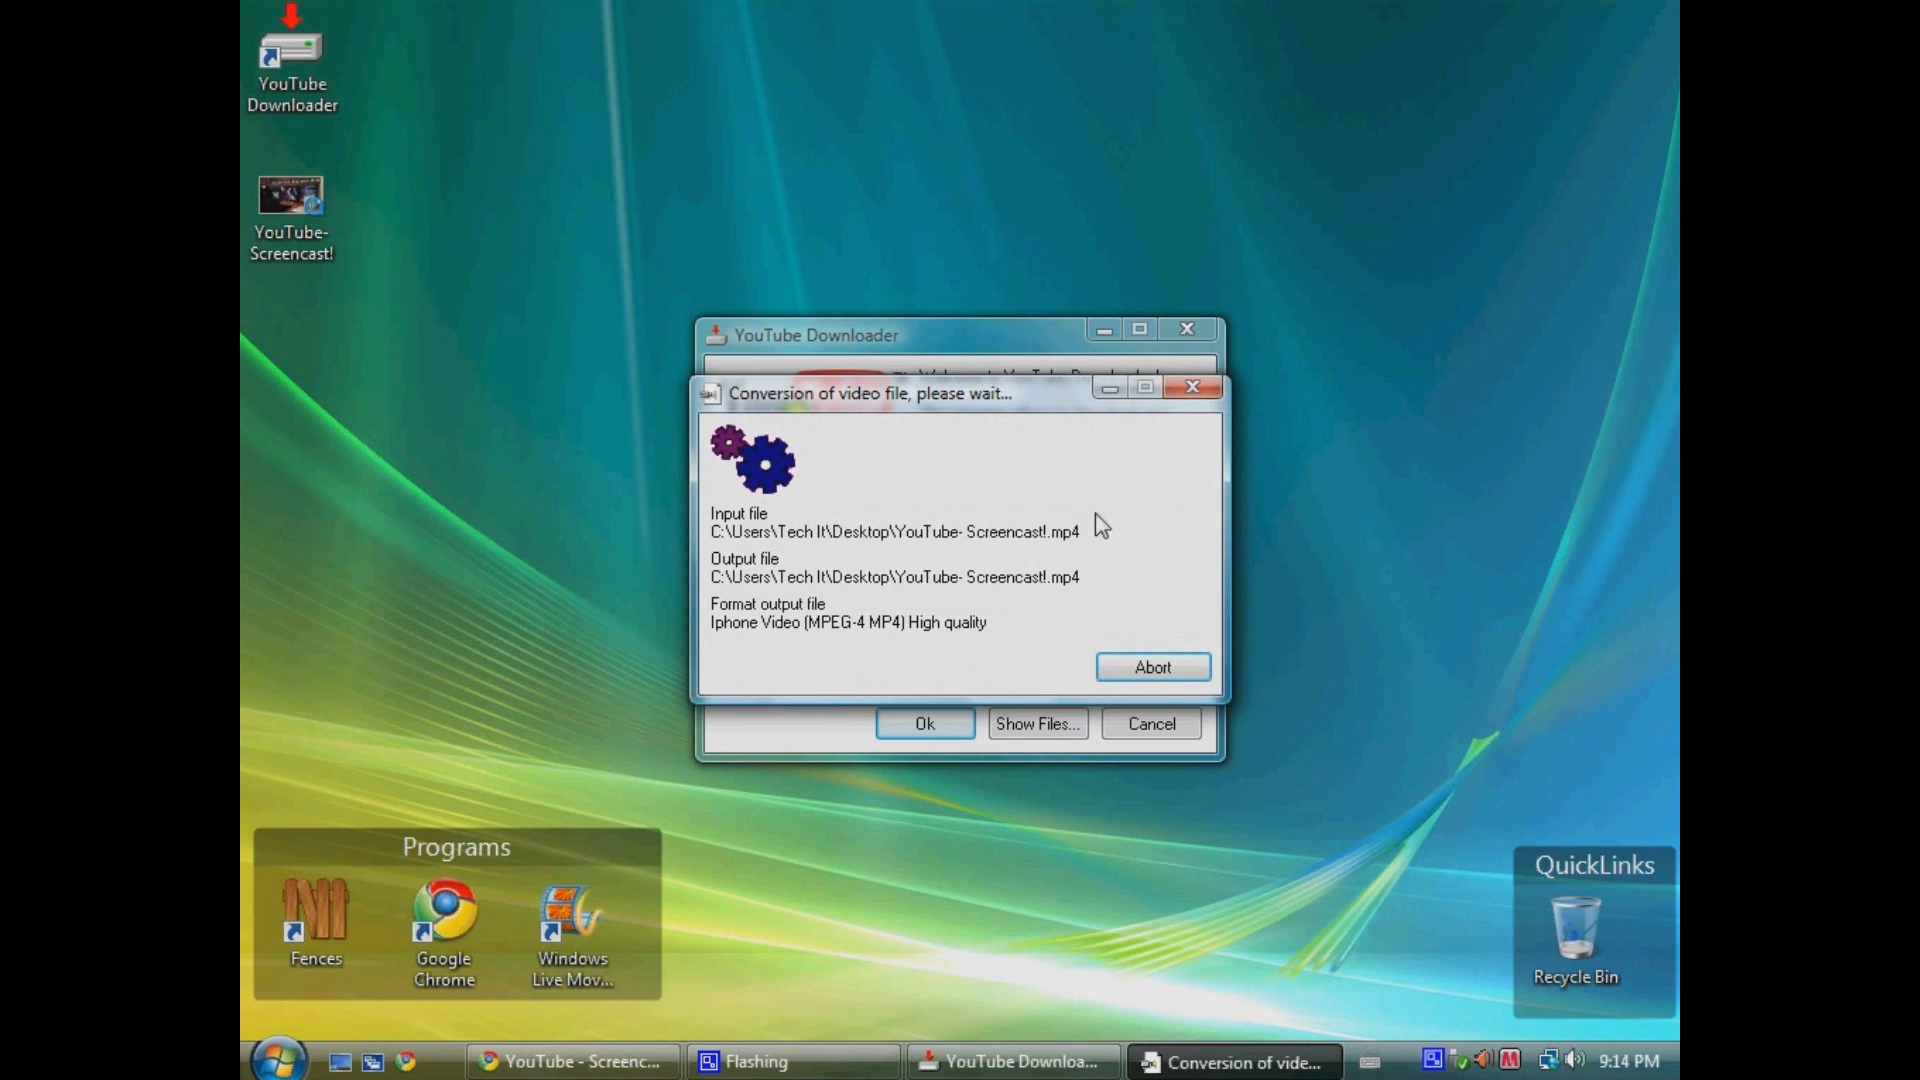 YouTube
Downloader
YouTube-
Screencast!
YouTube Downloader
Conversion of video file, please wait...
Input file
C:\Users\Tech It\Desktop\YouTube- Screencast!.mp4
Output file
C:\Users\Tech It\Desktop\YouTube- Screencast!.mp4
Format output file
Iphone Video (MPEG-4 MP4) High quality
Abort
Ok
Show Files...
Cancel
Programs
Fences
Google
Chrome
Windows
Live Mov...
QuickLinks
Recycle Bin
YouTube - Screenc...
Flashing
YouTube Downloa...
Conversion of vide...
9:14 PM